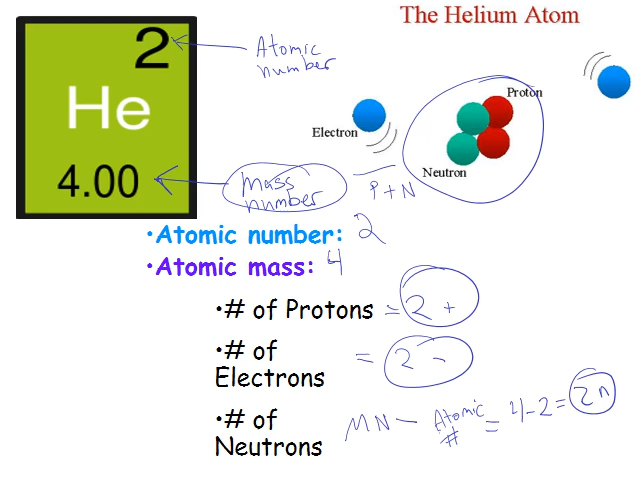 The Helium Atom
2
Atomic
number
He
Proton
Electron
Neutron
4.00
Mass
number
P + N
•Atomic number: 2
•Atomic mass: 4
•# of Protons = 2 +
•# of
Electrons
= 2 -
•# of
Neutrons
MN - Atomic
#
= 4-2 = 2n